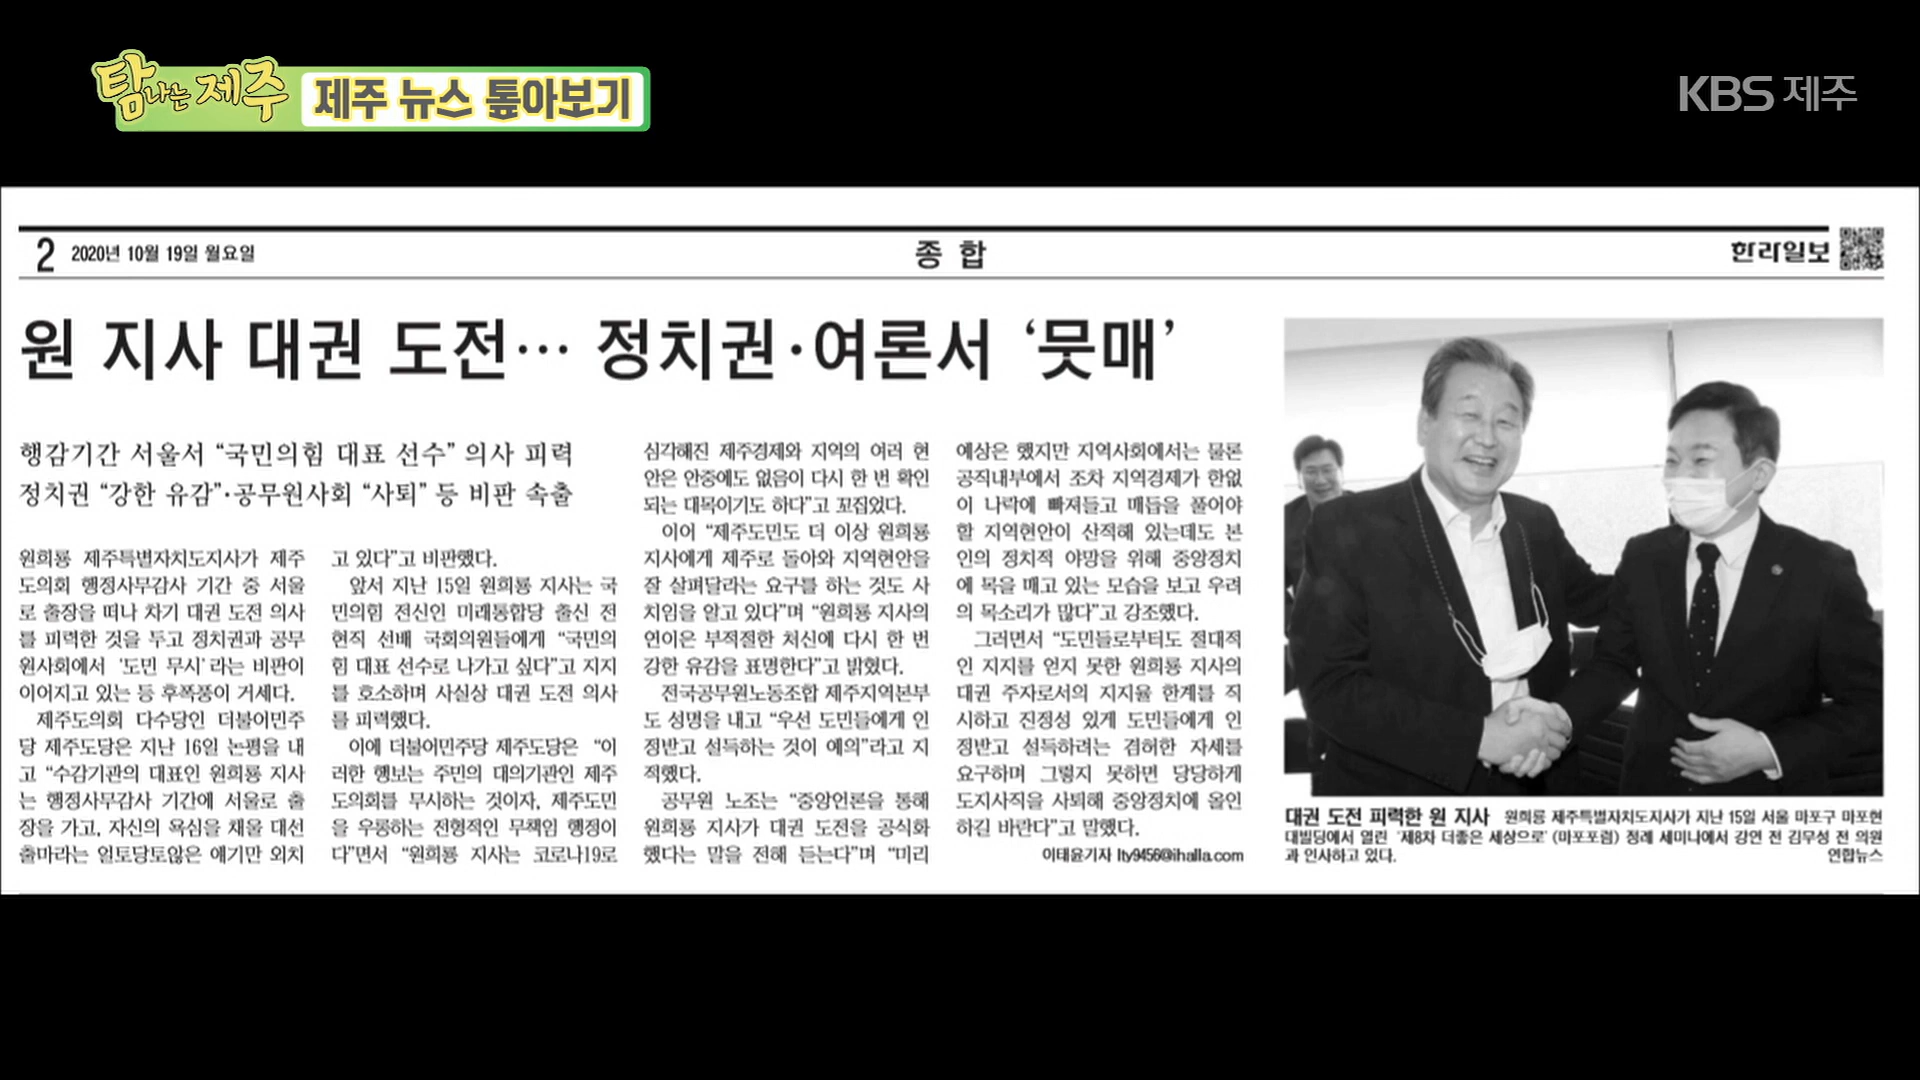 탐나는 제주 제주 뉴스 톺아보기
KBS 제주
2 2020년 10월 19일 월요일
종 합
한라일보
원 지사 대권 도전… 정치권·여론서 ‘뭇매’
행감기간 서울서 “국민의힘 대표 선수” 의사 피력
정치권 “강한 유감”·공무원사회 “사퇴” 등 비판 속출
원희룡 제주특별자치도지사가 제주
도의회 행정사무감사 기간 중 서울
로 출장을 떠나 차기 대권 도전 의사
를 피력한 것을 두고 정치권과 공무
원사회에서 ‘도민 무시’라는 비판이
이어지고 있는 등 후폭풍이 거세다.
제주도의회 다수당인 더불어민주
당 제주도당은 지난 16일 논평을 내
고 “수감기관의 대표인 원희룡 지사
는 행정사무감사 기간에 서울로 출
장을 가고, 자신의 욕심을 채울 대선
출마라는 얼토당토않은 얘기만 외치
고 있다”고 비판했다.
앞서 지난 15일 원희룡 지사는 국
민의힘 전신인 미래통합당 출신 전
현직 선배 국회의원들에게 “국민의
힘 대표 선수로 나가고 싶다”고 지지
를 호소하며 사실상 대권 도전 의사
를 피력했다.
이에 더불어민주당 제주도당은 “이
러한 행보는 주민의 대의기관인 제주
도의회를 무시하는 것이자, 제주도민
을 우롱하는 전형적인 무책임 행정이
다”면서 “원희룡 지사는 코로나19로
심각해진 제주경제와 지역의 여러 현
안은 안중에도 없음이 다시 한 번 확인
되는 대목이기도 하다”고 꼬집었다.
이어 “제주도민도 더 이상 원희룡
지사에게 제주로 돌아와 지역현안을
잘 살펴달라는 요구를 하는 것도 사
치임을 알고 있다”며 “원희룡 지사의
연이은 부적절한 처신에 다시 한 번
강한 유감을 표명한다”고 밝혔다.
전국공무원노동조합 제주지역본부
도 성명을 내고 “우선 도민들에게 인
정받고 설득하는 것이 예의”라고 지
적했다.
공무원 노조는 “중앙언론을 통해
원희룡 지사가 대권 도전을 공식화
했다는 말을 전해 듣는다”며 “미리
예상은 했지만 지역사회에서는 물론
공직내부에서 조차 지역경제가 한없
이 나락에 빠져들고 매듭을 풀어야
할 지역현안이 산적해 있는데도 본
인의 정치적 야망을 위해 중앙정치
에 목을 매고 있는 모습을 보고 우려
의 목소리가 많다”고 강조했다.
그러면서 “도민들로부터도 절대적
인 지지를 얻지 못한 원희룡 지사의
대권 주자로서의 지지율 한계를 직
시하고 진정성 있게 도민들에게 인
정받고 설득하려는 겸허한 자세를
요구하며 그렇지 못하면 당당하게
도지사직을 사퇴해 중앙정치에 올인
하길 바란다”고 말했다.
이태윤기자 lty9456@ihalla.com
대권 도전 피력한 원 지사 원희룡 제주특별자치도지사가 지난 15일 서울 마포구 마포현
대빌딩에서 열린 ‘제8차 더좋은 세상으로’ (마포포럼) 정례 세미나에서 강연 전 김무성 전 의원
과 인사하고 있다. 연합뉴스